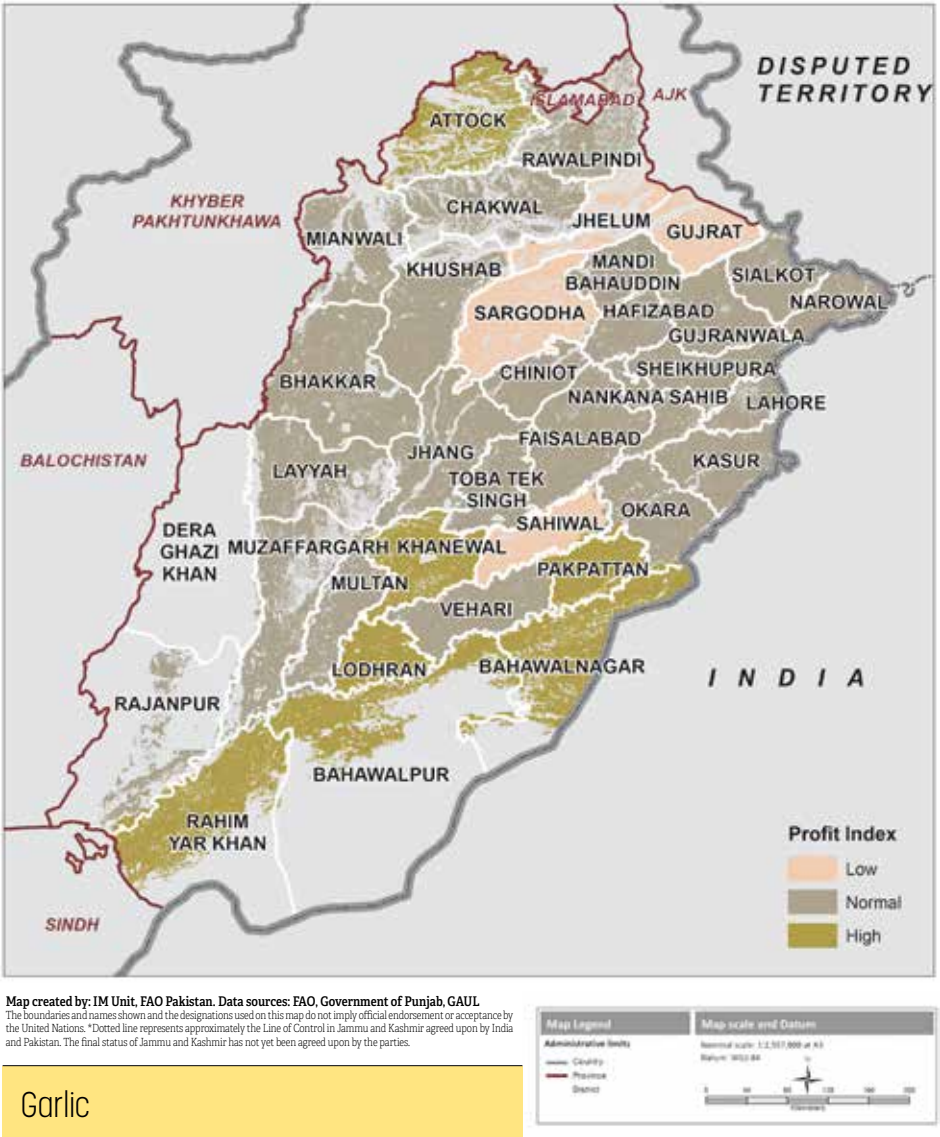 DISPUTED
TERRITORY
ISLAMABAD
AJK
ATTOCK
RAWALPINDI
KHYBER
PAKHTUNKHAWA
CHAKWAL
JHELUM
MIANWALI
GUJRAT
KHUSHAB
MANDI
BAHAUDDIN
SIALKOT
NAROWAL
SARGODHA
HAFIZABAD
GUJRANWALA
CHINIOT
SHEIKHUPURA
BHAKKAR
NANKANA SAHIB
LAHORE
FAISALABAD
JHANG
BALOCHISTAN
LAYYAH
KASUR
TOBA TEK
SINGH
OKARA
SAHIWAL
DERA
GHAZI
KHAN
MUZAFFARGARH
KHANEWAL
PAKPATTAN
MULTAN
VEHARI
LODHRAN
BAHAWALNAGAR
INDIA
RAJANPUR
BAHAWALPUR
RAHIM
YAR KHAN
SINDH
Profit Index
Low
Normal
High
Map created by: IM Unit, FAO Pakistan. Data sources: FAO, Government of Punjab, GAUL
The boundaries and names shown and the designations used on this map do not imply official endorsement or acceptance by
the United Nations. *Dotted line represents approximately the Line of Control in Jammu and Kashmir agreed upon by India
and Pakistan. The final status of Jammu and Kashmir has not yet been agreed upon by the parties.
Garlic
Map Legend
Administrative limits
Country
Province
District
Map scale and Datum
Datum: WGS 84
Kilometers